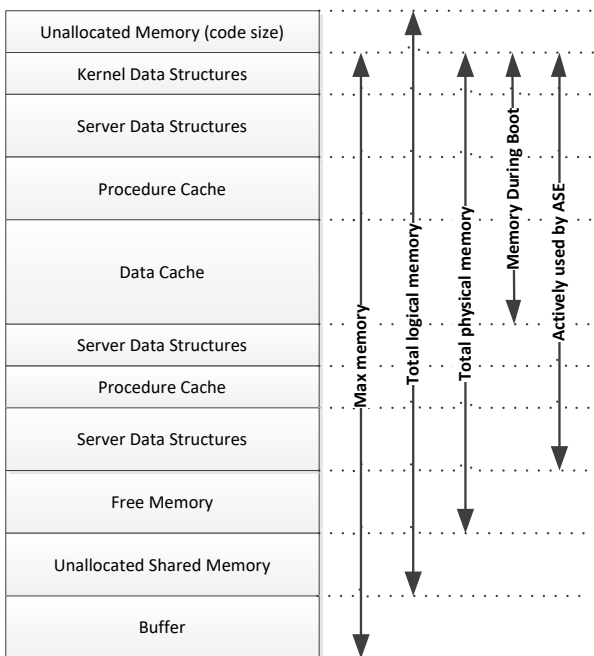 Unallocated Memory (code size)
Kernel Data Structures
Server Data Structures
Procedure Cache
Data Cache
Server Data Structures
Procedure Cache
Server Data Structures
Free Memory
Unallocated Shared Memory
Buffer
Max memory
Total logical memory
Total physical memory
Memory During Boot
Actively used by ASE